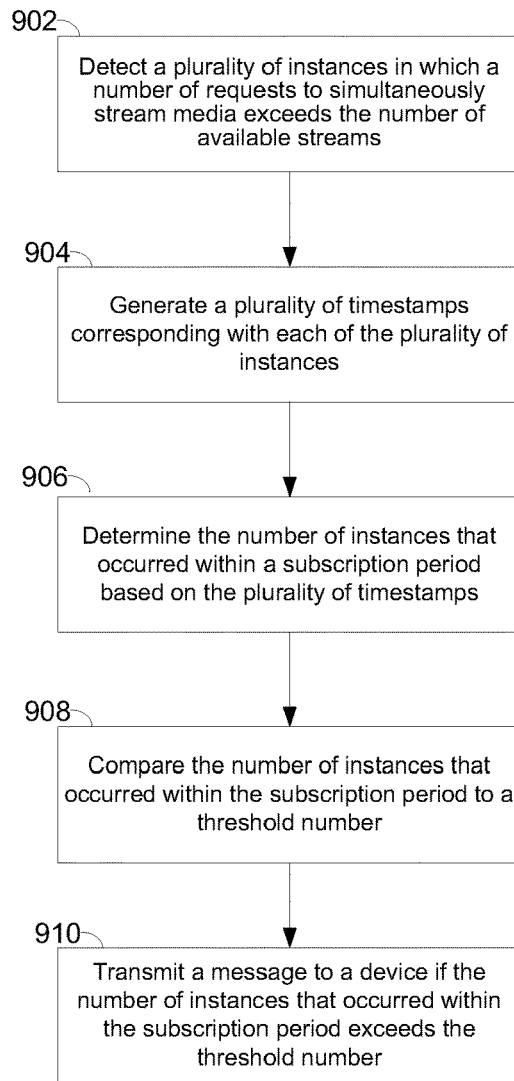 902
Detect a plurality of instances in which a
number of requests to simultaneously
stream media exceeds the number of
available streams
904
Generate a plurality of timestamps
corresponding with each of the plurality of
instances
906
Determine the number of instances that
occurred within a subscription period
based on the plurality of timestamps
908
Compare the number of instances that
occurred within the subscription period to a
threshold number
910
Transmit a message to a device if the
number of instances that occurred within
the subscription period exceeds the
threshold number